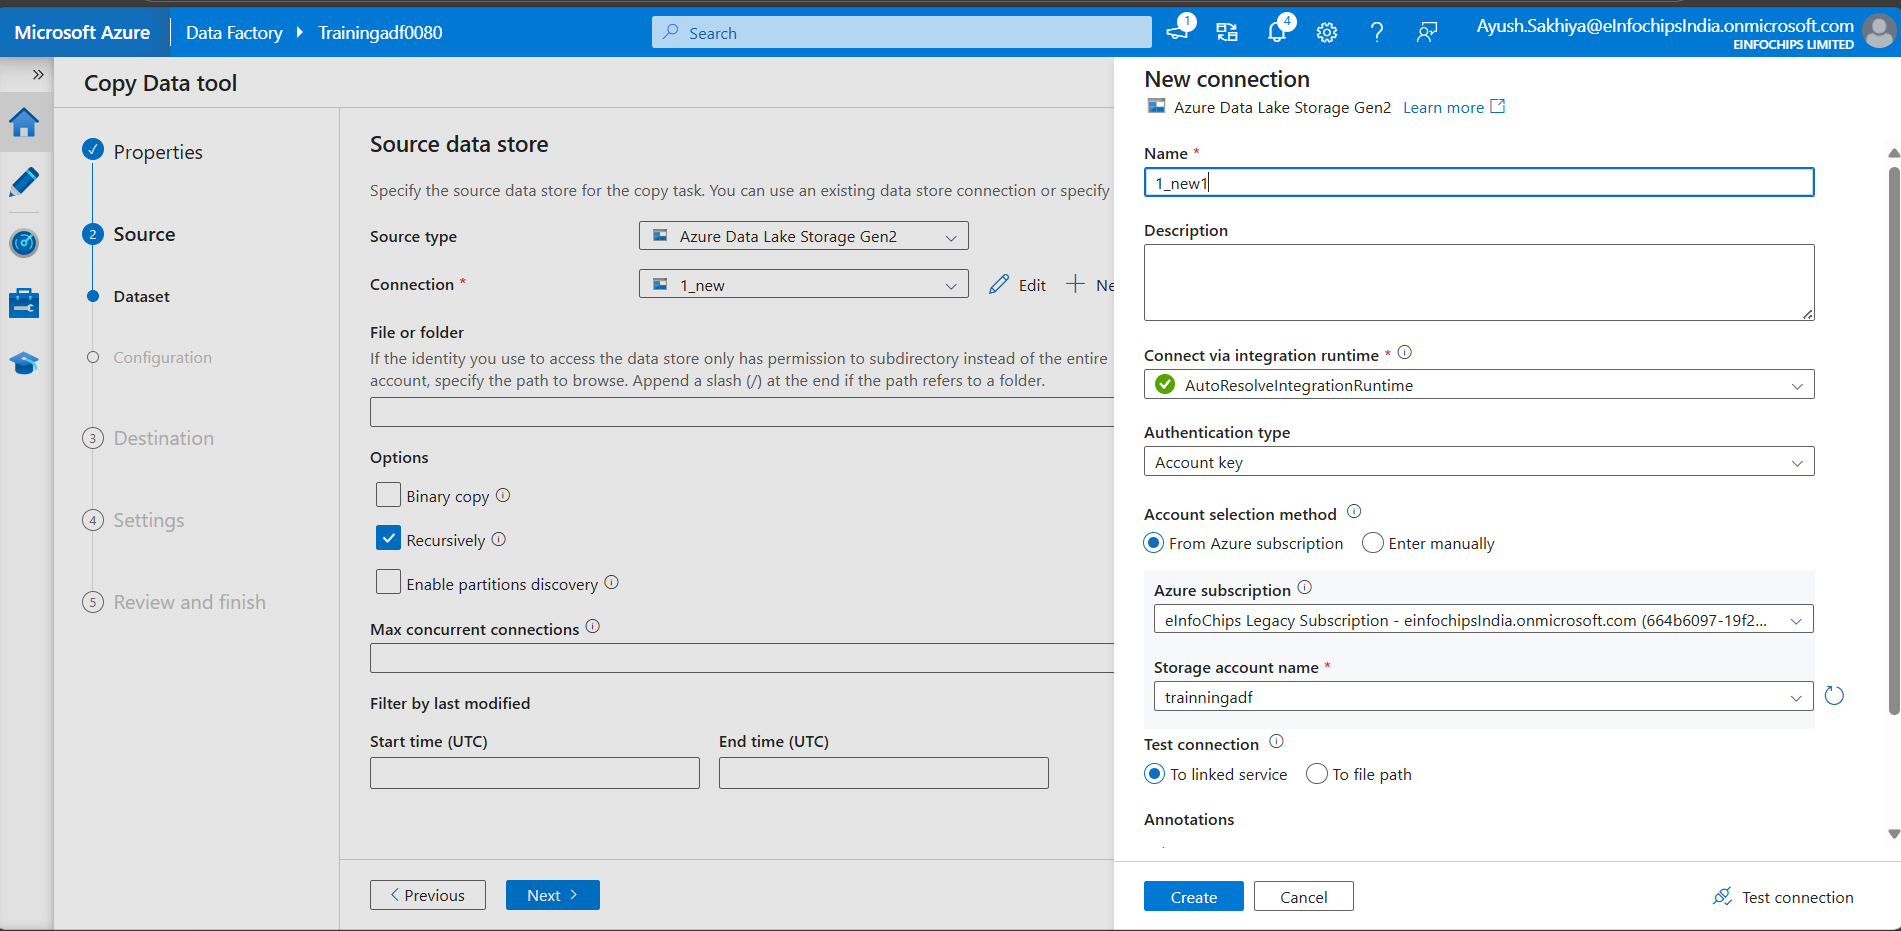 Microsoft Azure
Data Factory
Trainingadf0080
Search
1
4
Ayush.Sakhiya@eInfochipsIndia.onmicrosoft.com
EINFOCHIPS LIMITED
Copy Data tool
Properties
2 Source
Dataset
Configuration
3 Destination
4 Settings
5 Review and finish
Source data store
Specify the source data store for the copy task. You can use an existing data store connection or specify
Source type
Azure Data Lake Storage Gen2
Connection *
1_new
Edit
Ne
File or folder
If the identity you use to access the data store only has permission to subdirectory instead of the entire
account, specify the path to browse. Append a slash (/) at the end if the path refers to a folder.
Options
Binary copy
Recursively
Enable partitions discovery
Max concurrent connections
Filter by last modified
Start time (UTC)
End time (UTC)
Previous
Next
New connection
Azure Data Lake Storage Gen2 Learn more
Name *
1_new1
Description
Connect via integration runtime *
AutoResolveIntegrationRuntime
Authentication type
Account key
Account selection method
From Azure subscription
Enter manually
Azure subscription
eInfoChips Legacy Subscription - einfochipsIndia.onmicrosoft.com (664b6097-19f2...
Storage account name *
trainningadf
Test connection
To linked service
To file path
Annotations
Create
Cancel
Test connection